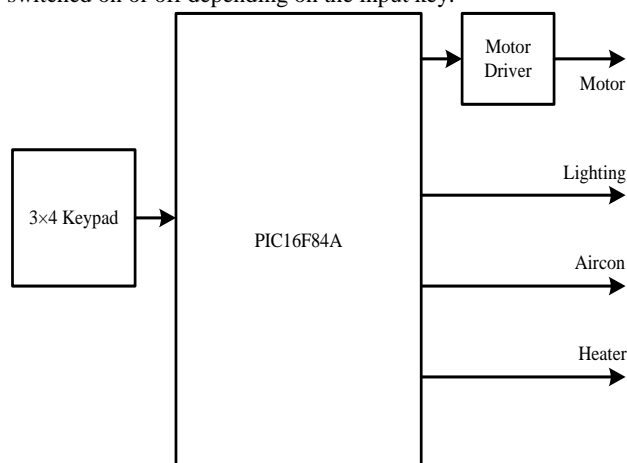 switched on or off depending on the input key.
Motor
Driver
Motor
Lighting
3×4 Keypad
PIC16F84A
Aircon
Heater